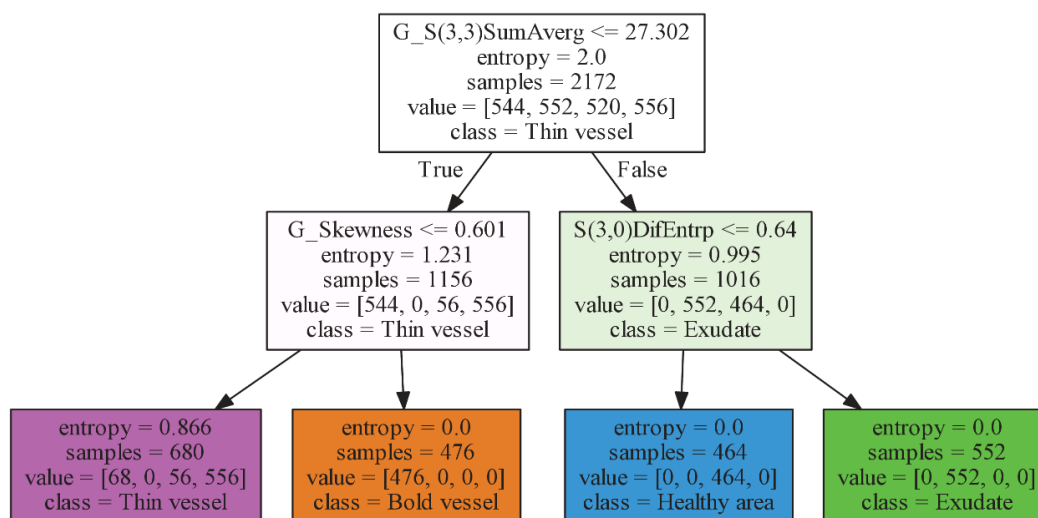 G_S(3,3)SumAverg <= 27.302
entropy = 2.0
samples = 2172
value = [544, 552, 520, 556]
class = Thin vessel
True
False
G_Skewness <= 0.601
entropy = 1.231
samples = 1156
value = [544, 0, 56, 556]
class = Thin vessel
S(3,0)DifEntrp <= 0.64
entropy = 0.995
samples = 1016
value = [0, 552, 464, 0]
class = Exudate
entropy = 0.866
samples = 680
value = [68, 0, 56, 556]
class = Thin vessel
entropy = 0.0
samples = 476
value = [476, 0, 0, 0]
class = Bold vessel
entropy = 0.0
samples = 464
value = [0, 0, 464, 0]
class = Healthy area
entropy = 0.0
samples = 552
value = [0, 552, 0, 0]
class = Exudate